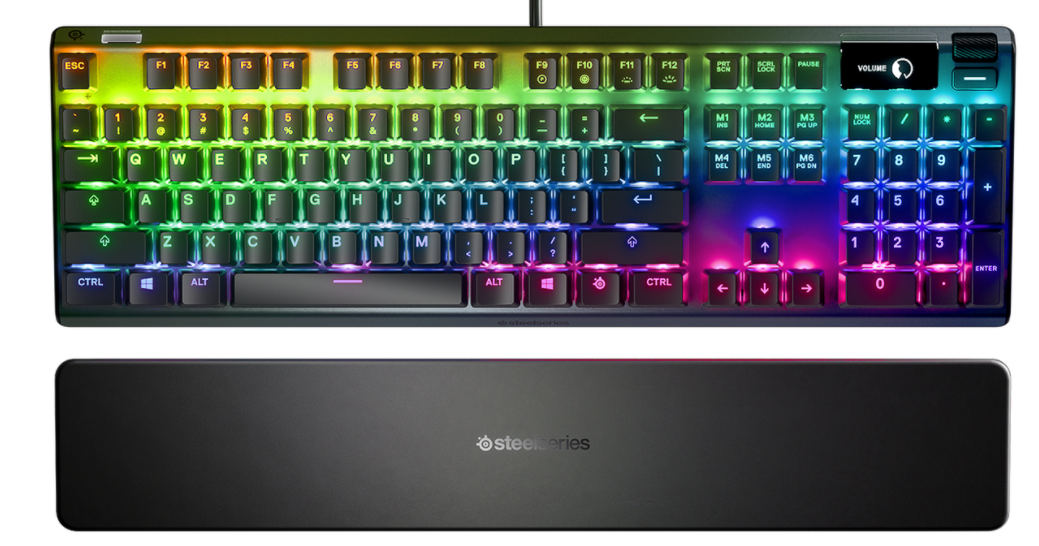 ESC F1 F2 F3 F4 F5 F6 F7 F8 F9 F10 F11 F12 PRT SCN SCRL LOCK PAUSE VOLUME
` ~ 1 ! 2 @ 3 # 4 $ 5 % 6 ^ 7 & 8 * 9 ( 0 ) - _ = + M1 INS M2 HOME M3 PG UP NUM LOCK / * -
Q W E R T Y U I O P [ { ] } \ | M4 DEL M5 END M6 PG DN 7 8 9 +
A S D F G H J K L ; : ' " 4 5 6
Z X C V B N M , < . > / ? 1 2 3 ENTER
CTRL ALT ALT CTRL 0 .
steelseries
steelseries